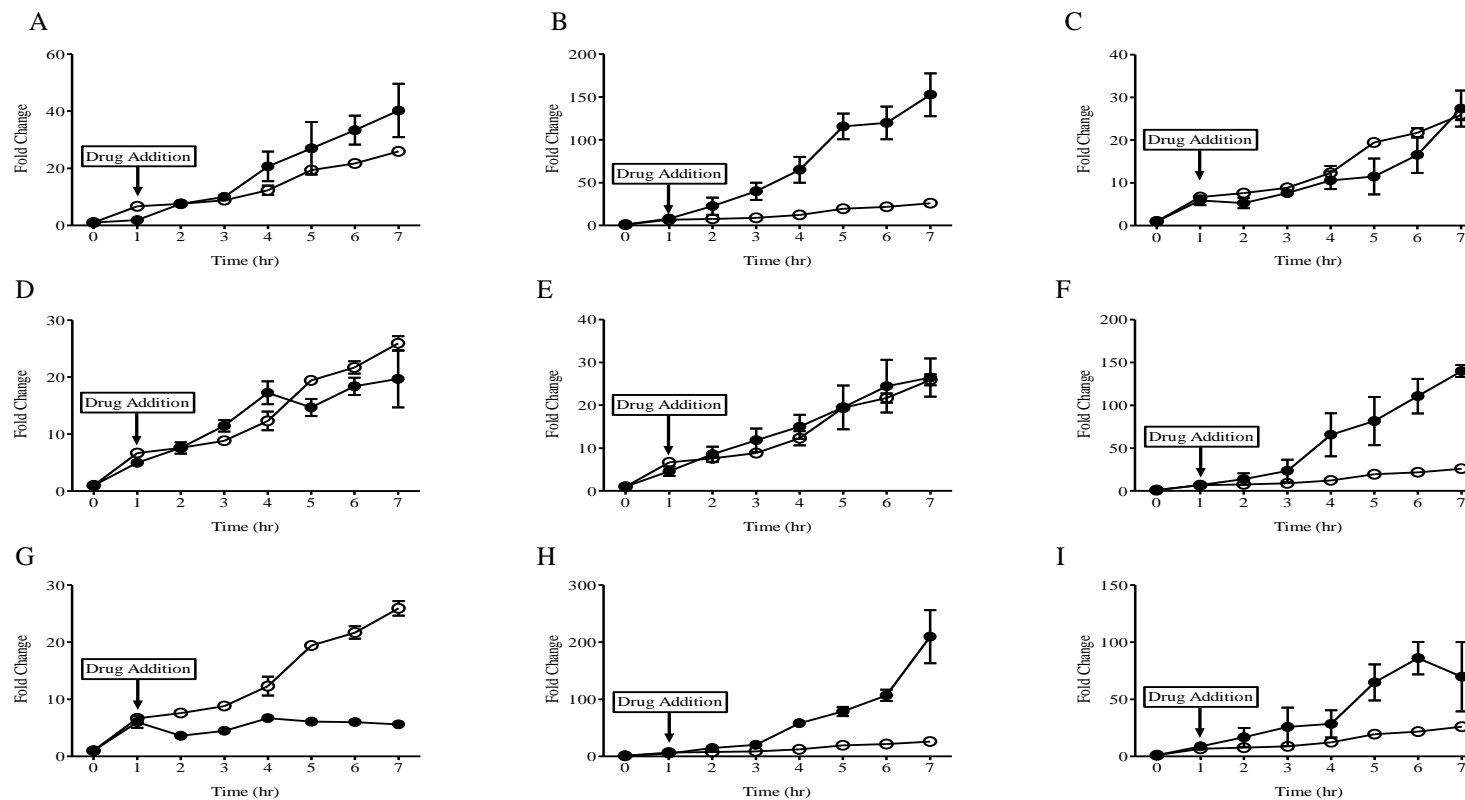 A
60
40
20
0
Fold Change
Drug Addition
0 1 2 3 4 5 6 7
Time (hr)
B
200
150
100
50
0
Fold Change
Drug Addition
0 1 2 3 4 5 6 7
Time (hr)
C
40
30
20
10
0
Fold Change
Drug Addition
0 1 2 3 4 5 6 7
Time (hr)
D
30
20
10
0
Fold Change
Drug Addition
0 1 2 3 4 5 6 7
Time (hr)
E
40
30
20
10
0
Fold Change
Drug Addition
0 1 2 3 4 5 6 7
Time (hr)
F
200
150
100
50
0
Fold Change
Drug Addition
0 1 2 3 4 5 6 7
Time (hr)
G
30
20
10
0
Fold Change
Drug Addition
0 1 2 3 4 5 6 7
Time (hr)
H
300
200
100
0
Fold Change
Drug Addition
0 1 2 3 4 5 6 7
Time (hr)
I
150
100
50
0
Fold Change
Drug Addition
0 1 2 3 4 5 6 7
Time (hr)